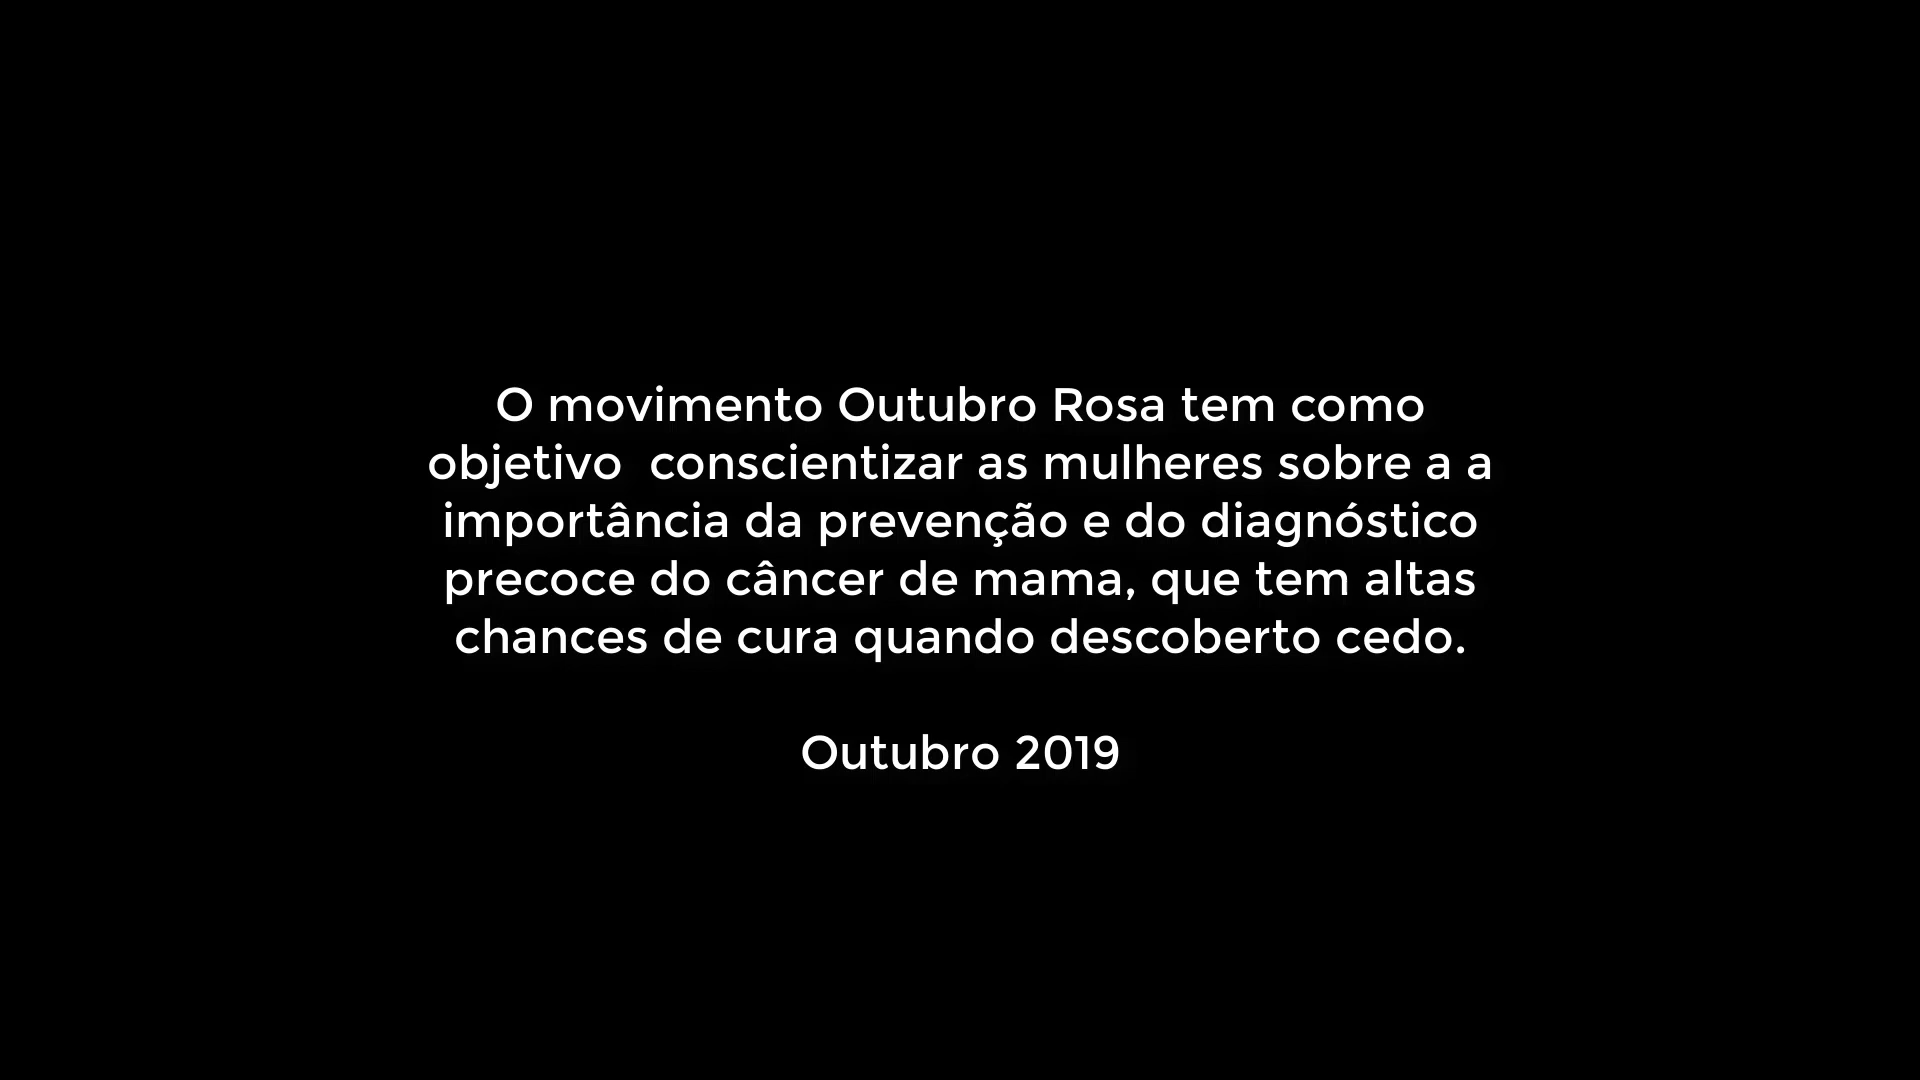 O movimento Outubro Rosa tem como
objetivo  conscientizar as mulheres sobre a a
importância da prevenção e do diagnóstico
precoce do câncer de mama, que tem altas
chances de cura quando descoberto cedo.
Outubro 2019